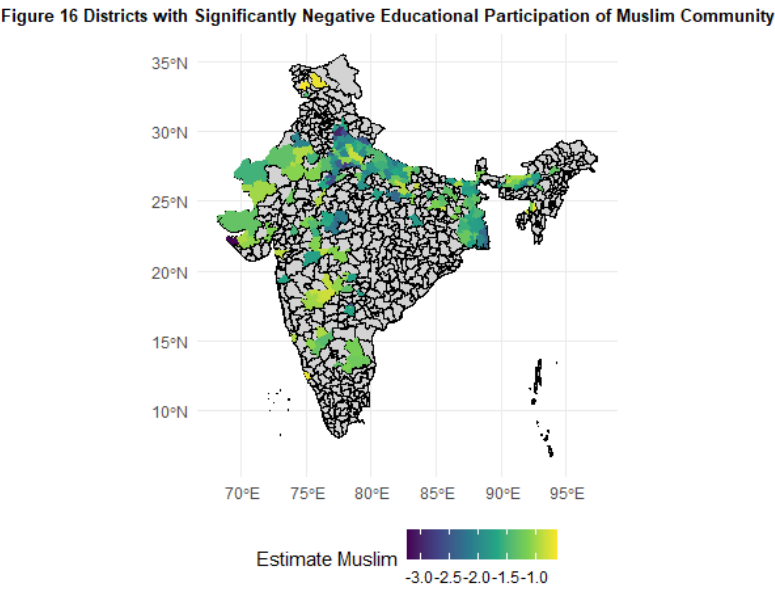 Figure 16 Districts with Significantly Negative Educational Participation of Muslim Community
35°N
30°N
25°N
20°N
15°N
10°N
70°E 75°E 80°E 85°E 90°E 95°E
Estimate Muslim
-3.0-2.5-2.0-1.5-1.0